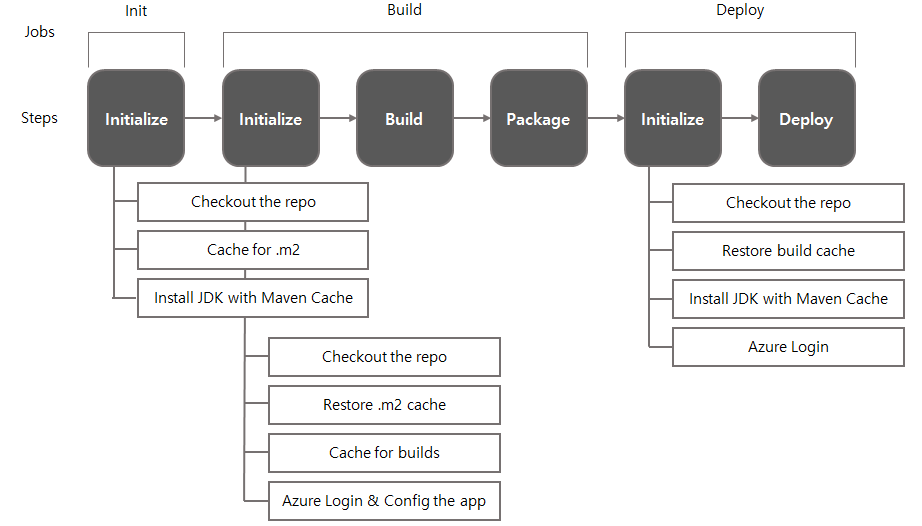 Init
Build
Deploy
Jobs
Steps
Initialize
Initialize
Build
Package
Initialize
Deploy
Checkout the repo
Cache for .m2
Install JDK with Maven Cache
Checkout the repo
Restore .m2 cache
Cache for builds
Azure Login & Config the app
Checkout the repo
Restore build cache
Install JDK with Maven Cache
Azure Login